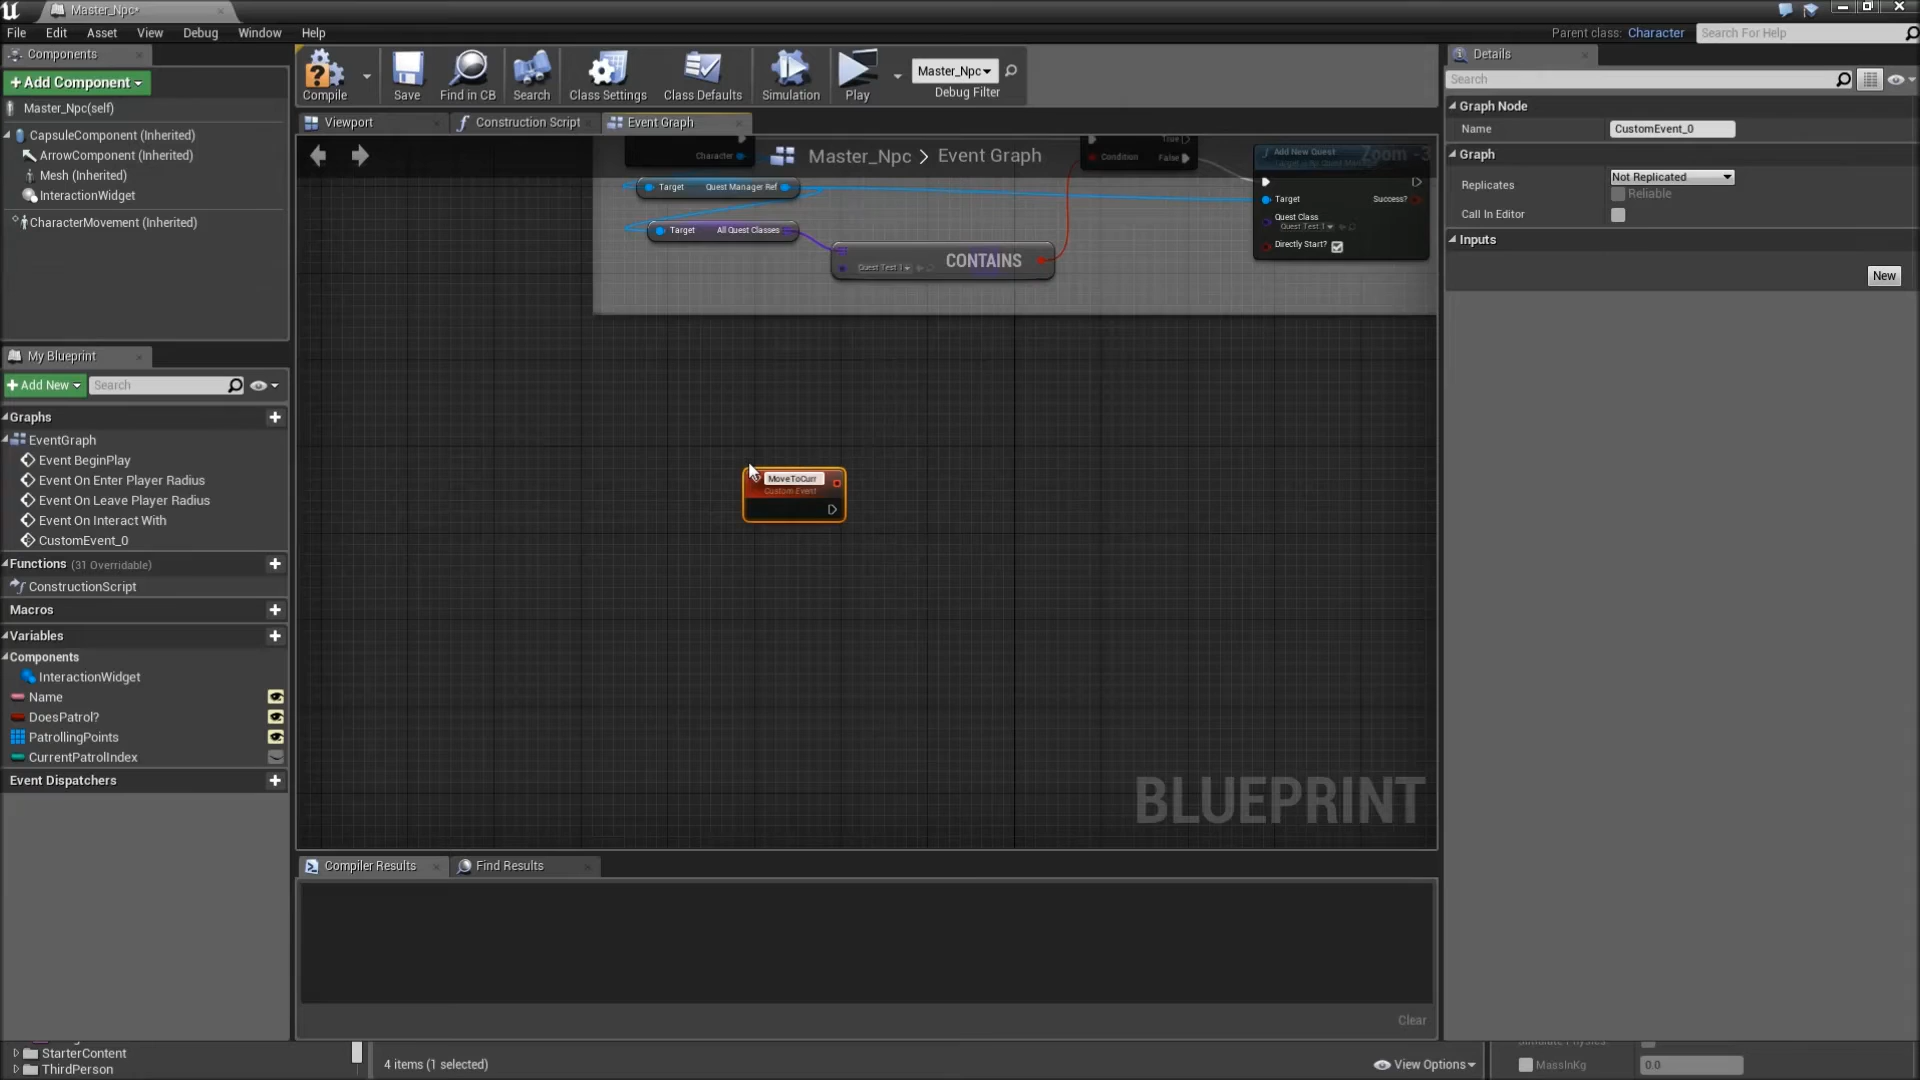 Master_Npc*
File Edit Asset View Debug Window Help
Parent class: Character Search For Help
Components
+Add Component
Master_Npc(self)
CapsuleComponent (Inherited)
ArrowComponent (Inherited)
Mesh (Inherited)
InteractionWidget
CharacterMovement (Inherited)
My Blueprint
+Add New Search
Graphs
EventGraph
Event BeginPlay
Event On Enter Player Radius
Event On Leave Player Radius
Event On Interact With
CustomEvent_0
Functions (31 Overridable)
ConstructionScript
Macros
Variables
Components
InteractionWidget
Name
DoesPatrol?
PatrollingPoints
CurrentPatrolIndex
Event Dispatchers
StarterContent
ThirdPerson
Compile Save Find in CB Search Class Settings Class Defaults Simulation Play
Master_Npc
Debug Filter
Viewport Construction Script Event Graph
Master_Npc > Event Graph
Zoom -3
Character
True
Condition False
Target Quest Manager Ref
Target All Quest Classes
Quest Test 1 CONTAINS
Add New Quest
Target Success?
Quest Class
Quest Test 1
Directly Start?
MoveToCurr
Custom Event
BLUEPRINT
Compiler Results Find Results
Clear
4 items (1 selected)
View Options
Details
Search
Graph Node
Name CustomEvent_0
Graph
Replicates Not Replicated
Reliable
Call In Editor
Inputs
New
MassInKg 0.0